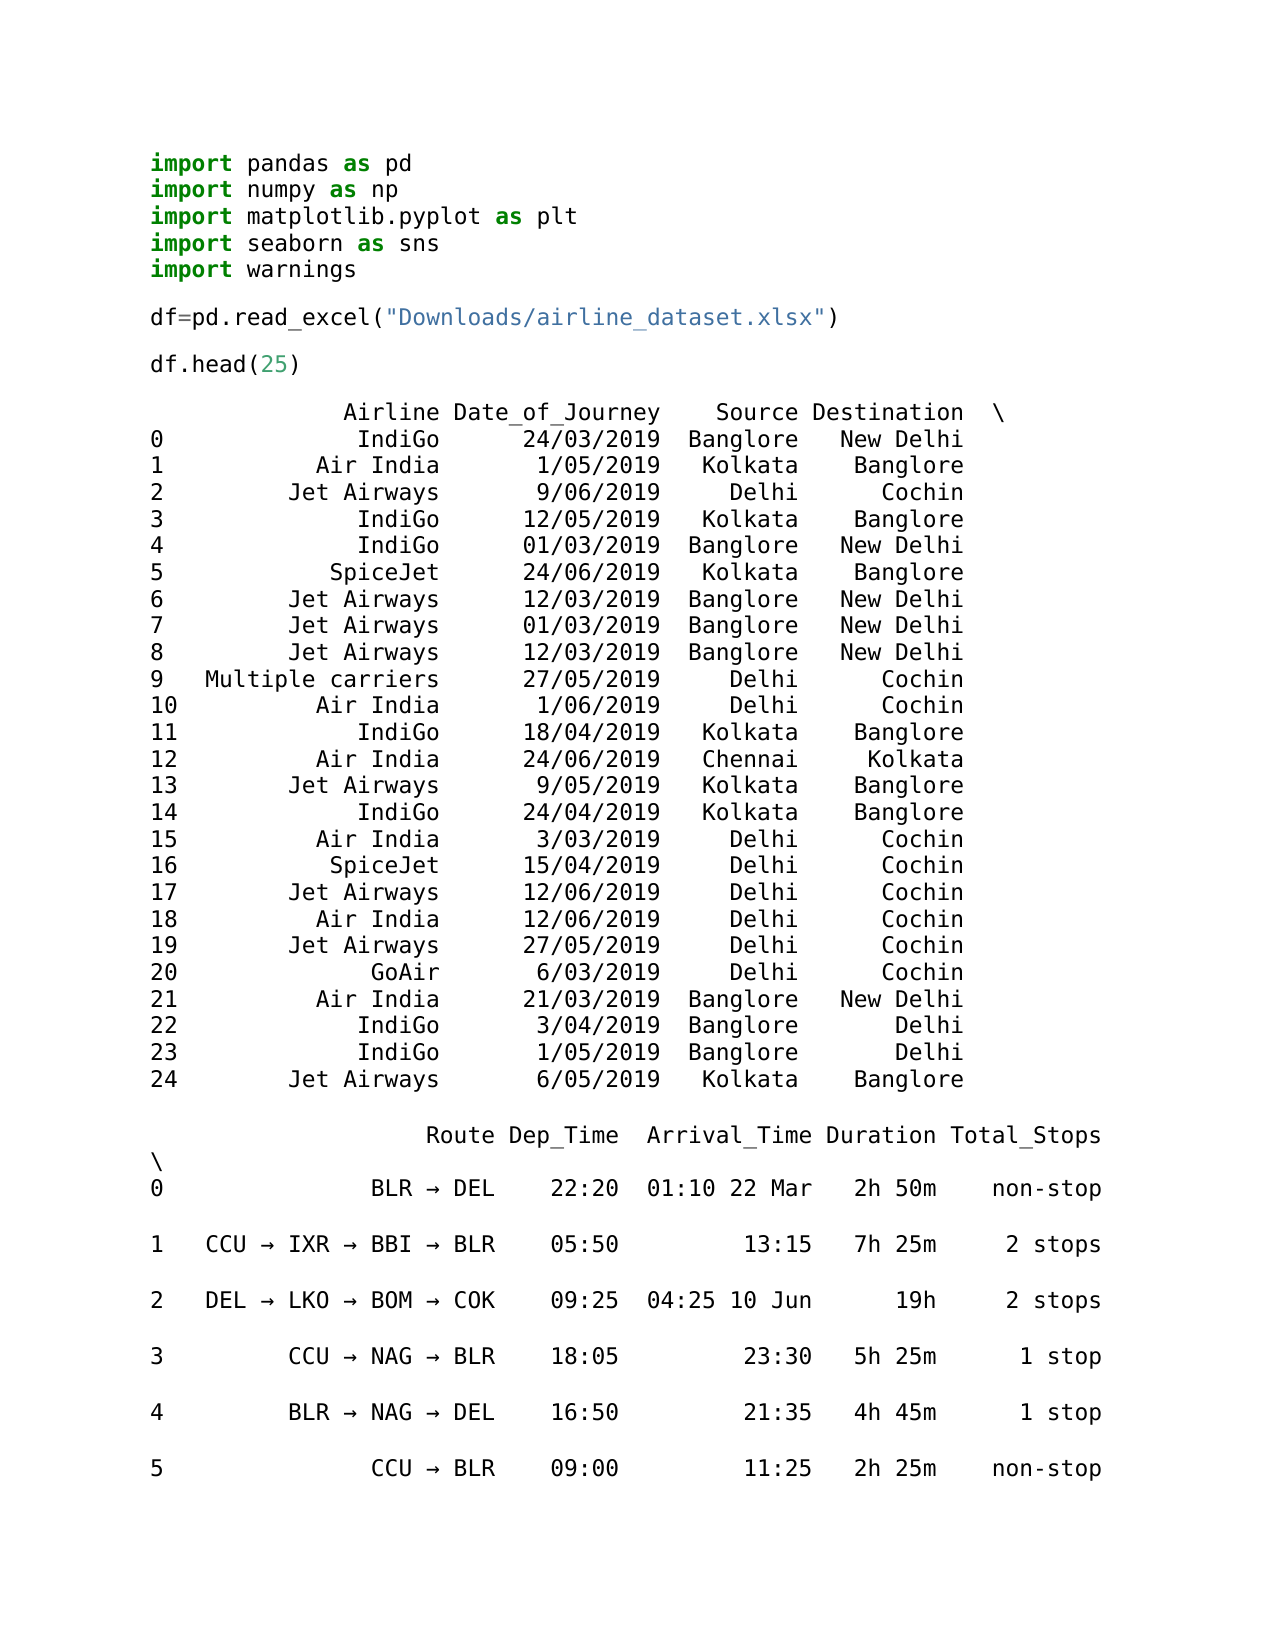 import pandas as pd
import numpy as np
import matplotlib.pyplot as plt
import seaborn as sns
import warnings
df=pd.read_excel("Downloads/airline_dataset.xlsx")
df.head(25)
Airline Date_of_Journey Source Destination \
0 IndiGo 24/03/2019 Banglore New Delhi
1 Air India 1/05/2019 Kolkata Banglore
2 Jet Airways 9/06/2019 Delhi Cochin
3 IndiGo 12/05/2019 Kolkata Banglore
4 IndiGo 01/03/2019 Banglore New Delhi
5 SpiceJet 24/06/2019 Kolkata Banglore
6 Jet Airways 12/03/2019 Banglore New Delhi
7 Jet Airways 01/03/2019 Banglore New Delhi
8 Jet Airways 12/03/2019 Banglore New Delhi
9 Multiple carriers 27/05/2019 Delhi Cochin
10 Air India 1/06/2019 Delhi Cochin
11 IndiGo 18/04/2019 Kolkata Banglore
12 Air India 24/06/2019 Chennai Kolkata
13 Jet Airways 9/05/2019 Kolkata Banglore
14 IndiGo 24/04/2019 Kolkata Banglore
15 Air India 3/03/2019 Delhi Cochin
16 SpiceJet 15/04/2019 Delhi Cochin
17 Jet Airways 12/06/2019 Delhi Cochin
18 Air India 12/06/2019 Delhi Cochin
19 Jet Airways 27/05/2019 Delhi Cochin
20 GoAir 6/03/2019 Delhi Cochin
21 Air India 21/03/2019 Banglore New Delhi
22 IndiGo 3/04/2019 Banglore Delhi
23 IndiGo 1/05/2019 Banglore Delhi
24 Jet Airways 6/05/2019 Kolkata Banglore
Route Dep_Time Arrival_Time Duration Total_Stops
\
0 BLR → DEL 22:20 01:10 22 Mar 2h 50m non-stop
1 CCU → IXR → BBI → BLR 05:50 13:15 7h 25m 2 stops
2 DEL → LKO → BOM → COK 09:25 04:25 10 Jun 19h 2 stops
3 CCU → NAG → BLR 18:05 23:30 5h 25m 1 stop
4 BLR → NAG → DEL 16:50 21:35 4h 45m 1 stop
5 CCU → BLR 09:00 11:25 2h 25m non-stop